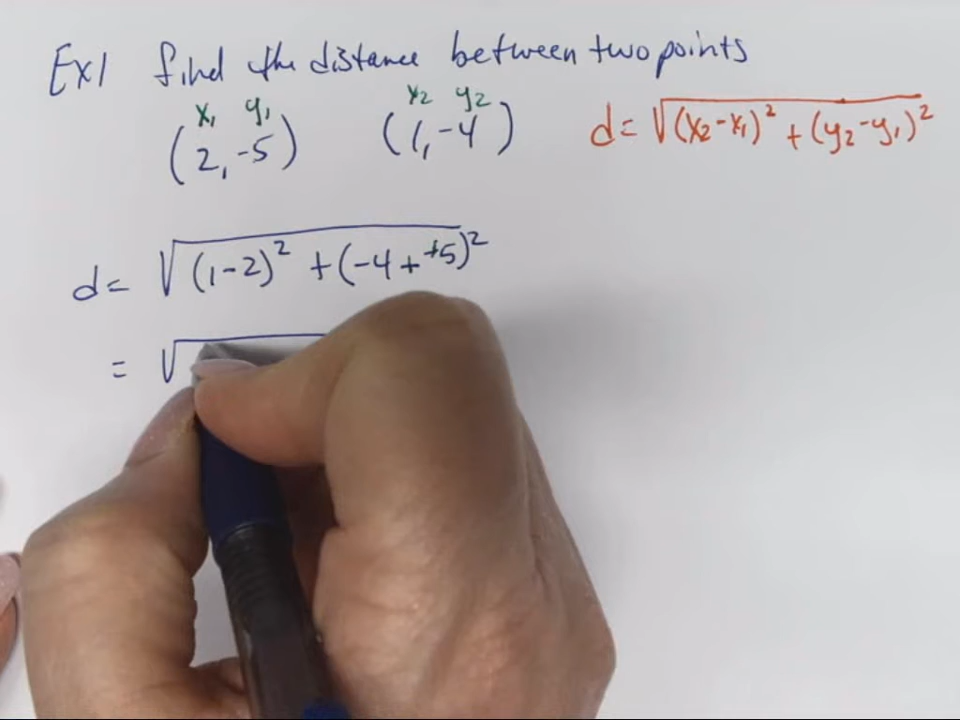 Ex1 find the distance between two points
x₁ y₁ x₂ y₂
(2, -5) (1, -4) d = √(x₂-x₁)² + (y₂-y₁)²
d = √(1-2)² + (-4++5)²
= √